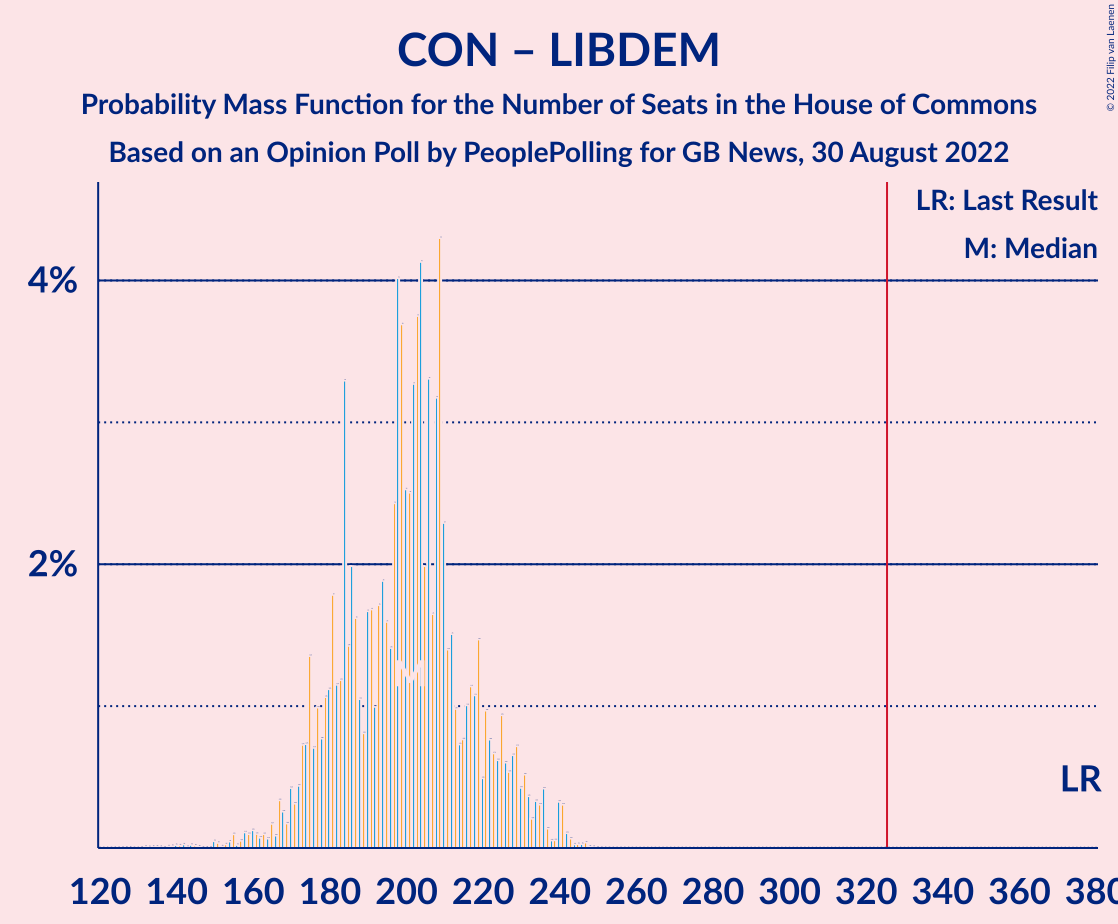 CON – LIBDEM
Probability Mass Function for the Number of Seats in the House of Commons
Based on an Opinion Poll by PeoplePolling for GB News, 30 August 2022
© 2022 Filip van Laenen
LR: Last Result
M: Median
4%
2%
M
LR
120 140 160 180 200 220 240 260 280 300 320 340 360 380